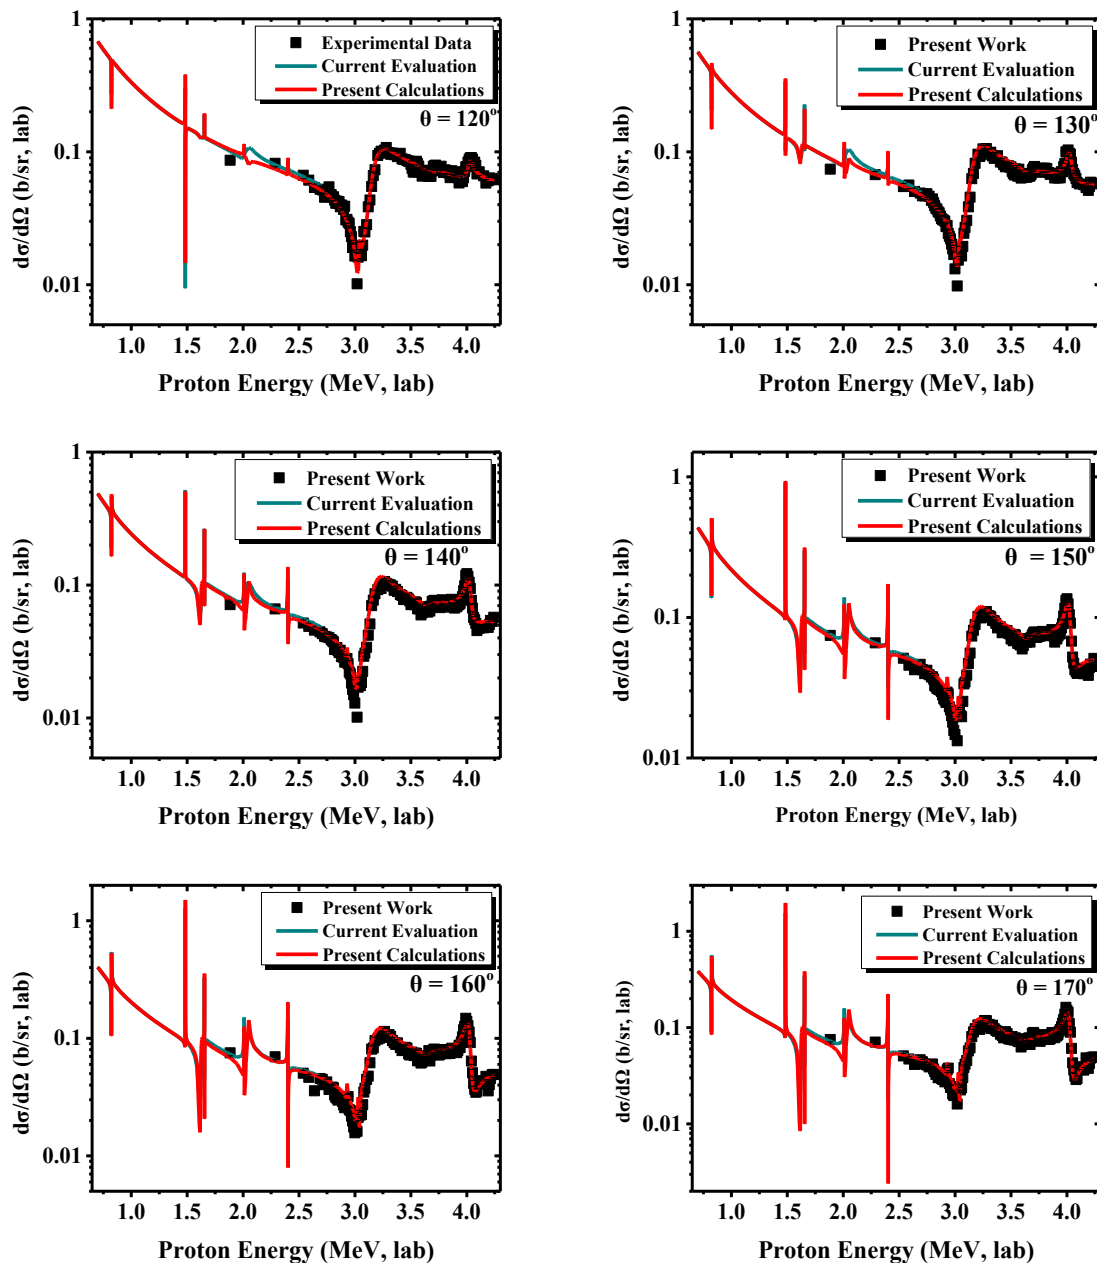 1
0.1
0.01
dσ/dΩ (b/sr, lab)
Experimental Data
Current Evaluation
Present Calculations
θ = 120°
1.0 1.5 2.0 2.5 3.0 3.5 4.0
Proton Energy (MeV, lab)
1
0.1
0.01
dσ/dΩ (b/sr, lab)
Present Work
Current Evaluation
Present Calculations
θ = 130°
1.0 1.5 2.0 2.5 3.0 3.5 4.0
Proton Energy (MeV, lab)
1
0.1
0.01
dσ/dΩ (b/sr, lab)
Present Work
Current Evaluation
Present Calculations
θ = 140°
1.0 1.5 2.0 2.5 3.0 3.5 4.0
Proton Energy (MeV, lab)
1
0.1
0.01
dσ/dΩ (b/sr, lab)
Present Work
Current Evaluation
Present Calculations
θ = 150°
1.0 1.5 2.0 2.5 3.0 3.5 4.0
Proton Energy (MeV, lab)
1
0.1
0.01
dσ/dΩ (b/sr, lab)
Present Work
Current Evaluation
Present Calculations
θ = 160°
1.0 1.5 2.0 2.5 3.0 3.5 4.0
Proton Energy (MeV, lab)
1
0.1
0.01
dσ/dΩ (b/sr, lab)
Present Work
Current Evaluation
Present Calculations
θ = 170°
1.0 1.5 2.0 2.5 3.0 3.5 4.0
Proton Energy (MeV, lab)